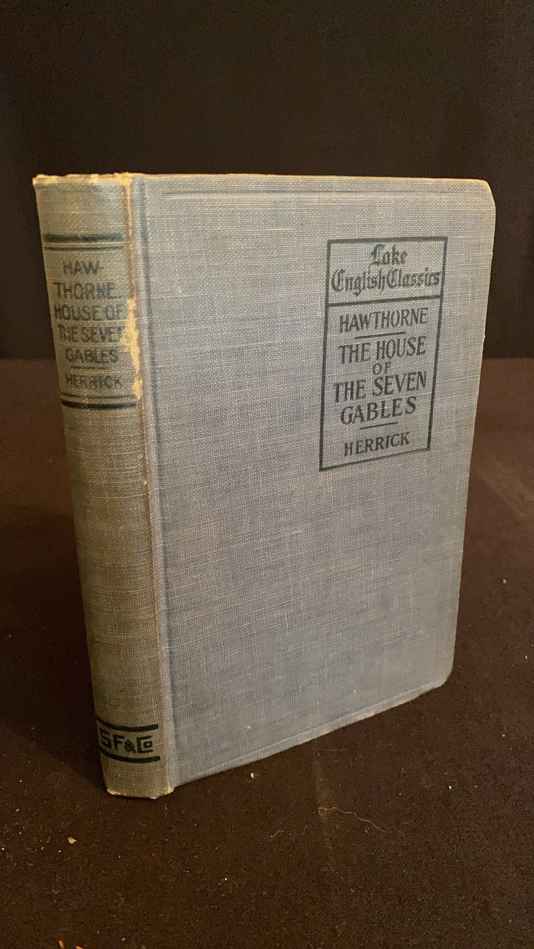 HAW-
THORNE.
HOUSE OF
THE SEVEN
GABLES
HERRICK
SF&Co
Lake
English Classics
HAWTHORNE
THE HOUSE
OF
THE SEVEN
GABLES
HERRICK